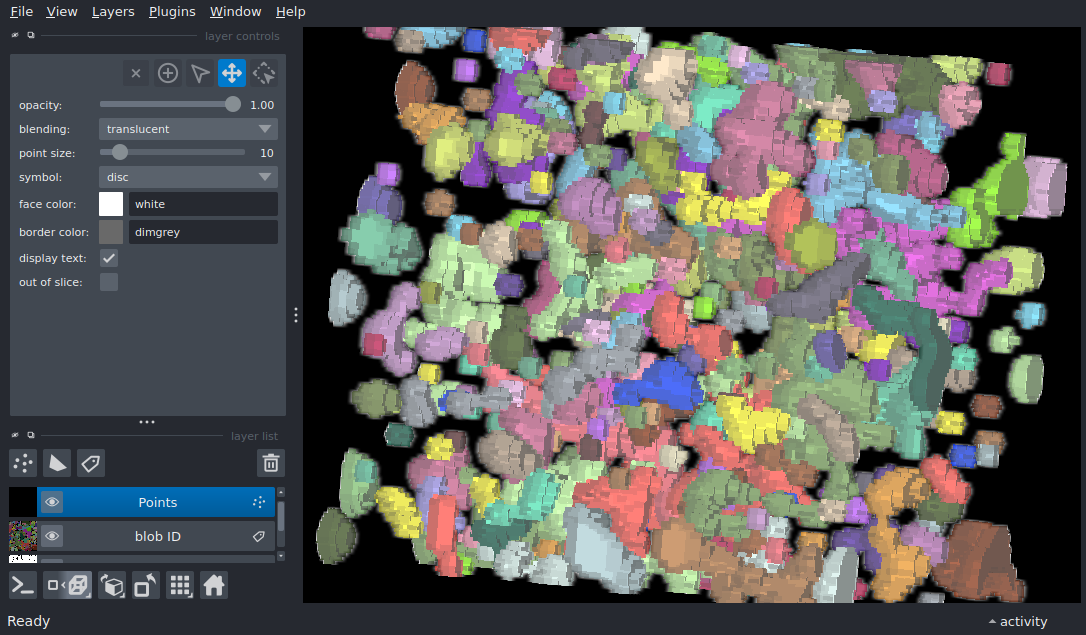 File View Layers Plugins Window Help
layer controls
opacity: 1.00
blending: translucent
point size: 10
symbol: disc
face color: white
border color: dimgrey
display text:
out of slice:
layer list
Points
blob ID
Ready activity